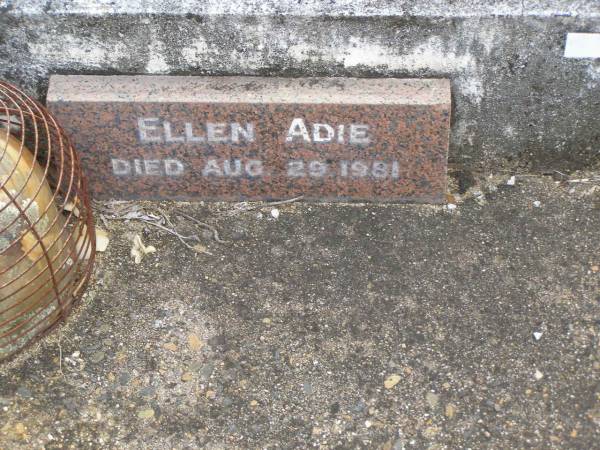 ELLEN ADIE
DIED AUG. 29 1981